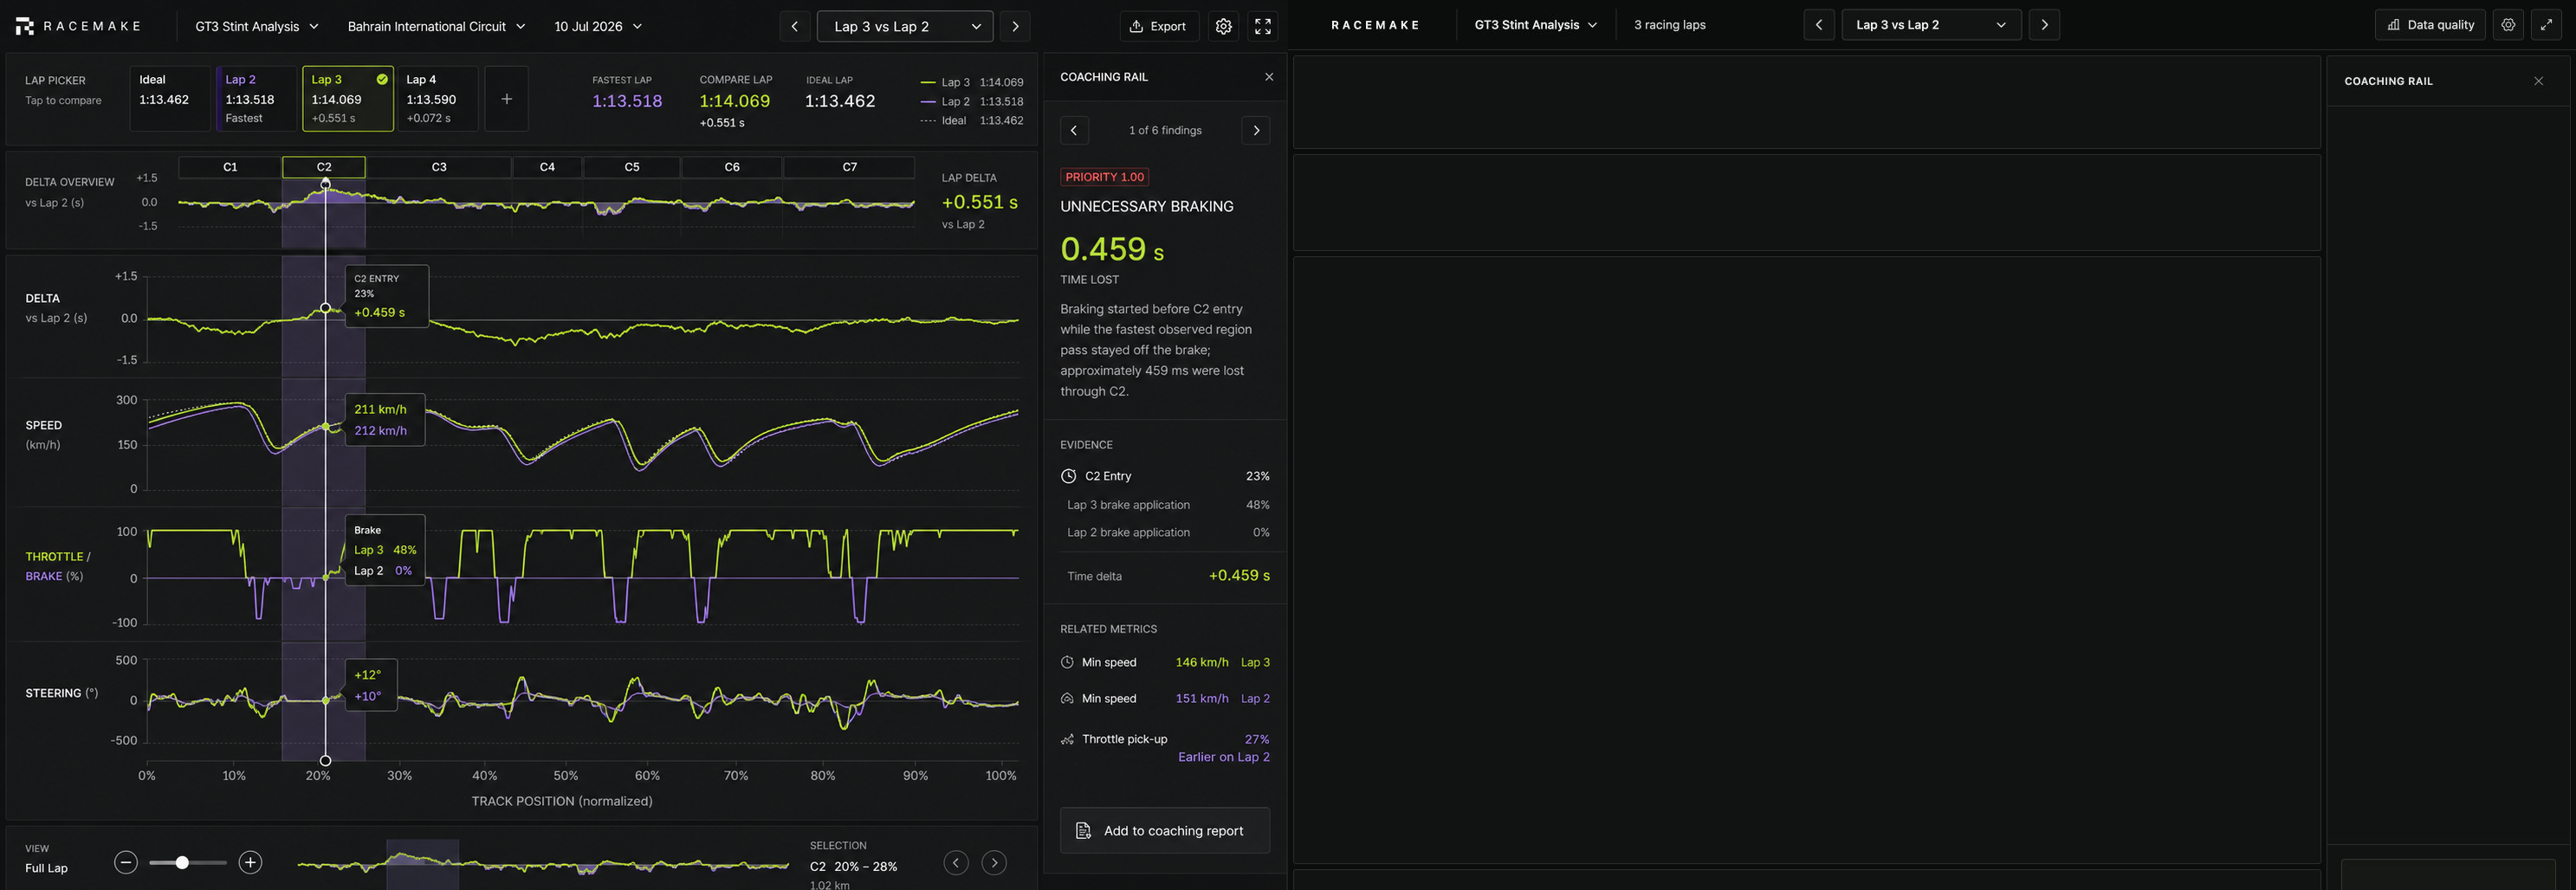 RACEMAKE
GT3 Stint Analysis
Bahrain International Circuit
10 Jul 2026
Lap 3 vs Lap 2
Export
LAP PICKER
Tap to compare
Ideal
1:13.462
Lap 2
1:13.518
Fastest
Lap 3
1:14.069
+0.551 s
Lap 4
1:13.590
+0.072 s
+
FASTEST LAP
1:13.518
COMPARE LAP
1:14.069
+0.551 s
IDEAL LAP
1:13.462
Lap 3 1:14.069
Lap 2 1:13.518
Ideal 1:13.462
DELTA OVERVIEW
vs Lap 2 (s)
+1.5
0.0
-1.5
C1
C2
C3
C4
C5
C6
C7
LAP DELTA
+0.551 s
vs Lap 2
DELTA
vs Lap 2 (s)
+1.5
0.0
-1.5
C2 ENTRY
23%
+0.459 s
SPEED
(km/h)
300
150
0
211 km/h
212 km/h
THROTTLE /
BRAKE (%)
100
0
-100
Brake
Lap 3 48%
Lap 2 0%
STEERING (°)
500
0
-500
+12°
+10°
0%
10%
20%
30%
40%
50%
60%
70%
80%
90%
100%
TRACK POSITION (normalized)
VIEW
Full Lap
SELECTION
C2 20% – 28%
1.02 km
COACHING RAIL
1 of 6 findings
PRIORITY 1.00
UNNECESSARY BRAKING
0.459 s
TIME LOST
Braking started before C2 entry
while the fastest observed region
pass stayed off the brake;
approximately 459 ms were lost
through C2.
EVIDENCE
C2 Entry 23%
Lap 3 brake application 48%
Lap 2 brake application 0%
Time delta +0.459 s
RELATED METRICS
Min speed 146 km/h Lap 3
Min speed 151 km/h Lap 2
Throttle pick-up 27%
Earlier on Lap 2
Add to coaching report
RACEMAKE
GT3 Stint Analysis
3 racing laps
Lap 3 vs Lap 2
Data quality
COACHING RAIL